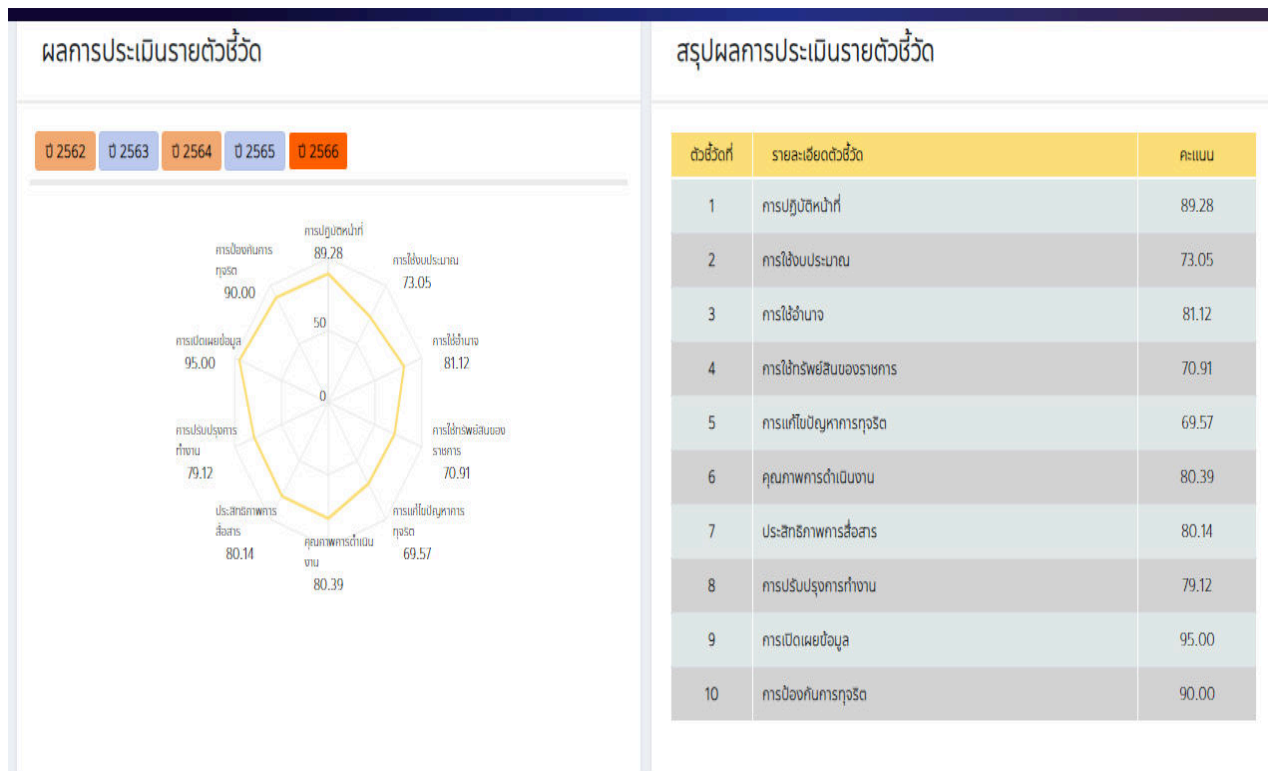 ผลการประเมินรายตัวชี้วัด
ปี 2562 ปี 2563 ปี 2564 ปี 2565 ปี 2566
การปฏิบัติหน้าที่
89.28
การใช้งบประมาณ
73.05
การใช้อำนาจ
81.12
การใช้ทรัพย์สินของ
ราชการ
70.91
การแก้ไขปัญหาการ
ทุจริต
69.57
คุณภาพการดำเนิน
งาน
80.39
ประสิทธิภาพการ
สื่อสาร
80.14
การปรับปรุงการ
ทำงาน
79.12
การเปิดเผยข้อมูล
95.00
การป้องกันการ
ทุจริต
90.00
50
0
สรุปผลการประเมินรายตัวชี้วัด
ตัวชี้วัดที่ รายละเอียดตัวชี้วัด คะแนน
1 การปฏิบัติหน้าที่ 89.28
2 การใช้งบประมาณ 73.05
3 การใช้อำนาจ 81.12
4 การใช้ทรัพย์สินของราชการ 70.91
5 การแก้ไขปัญหาการทุจริต 69.57
6 คุณภาพการดำเนินงาน 80.39
7 ประสิทธิภาพการสื่อสาร 80.14
8 การปรับปรุงการทำงาน 79.12
9 การเปิดเผยข้อมูล 95.00
10 การป้องกันการทุจริต 90.00